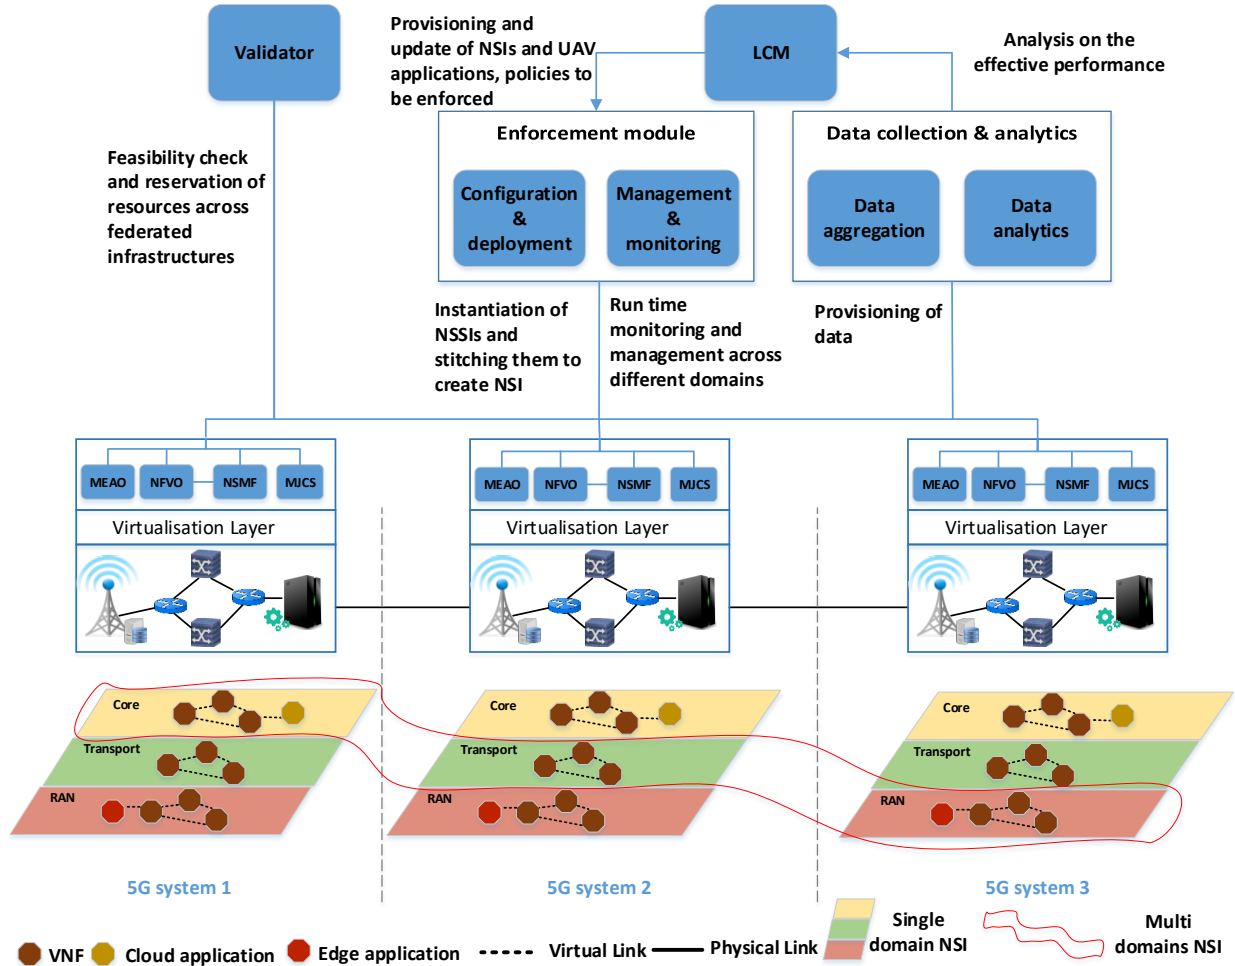 Validator
Provisioning and
update of NSIs and UAV
applications, policies to
be enforced
LCM
Analysis on the
effective performance
Feasibility check
and reservation of
resources across
federated
infrastructures
Enforcement module
Configuration
&
deployment
Management
&
monitoring
Data collection & analytics
Data
aggregation
Data
analytics
Instantiation of
NSSIs and
stitching them to
create NSI
Run time
monitoring and
management across
different domains
Provisioning of
data
MEAO
NFVO
NSMF
MJCS
Virtualisation Layer
MEAO
NFVO
NSMF
MJCS
Virtualisation Layer
MEAO
NFVO
NSMF
MJCS
Virtualisation Layer
Core
Transport
RAN
5G system 1
Core
Transport
RAN
5G system 2
Core
Transport
RAN
5G system 3
VNF
Cloud application
Edge application
Virtual Link
Physical Link
Single
domain NSI
Multi
domains NSI